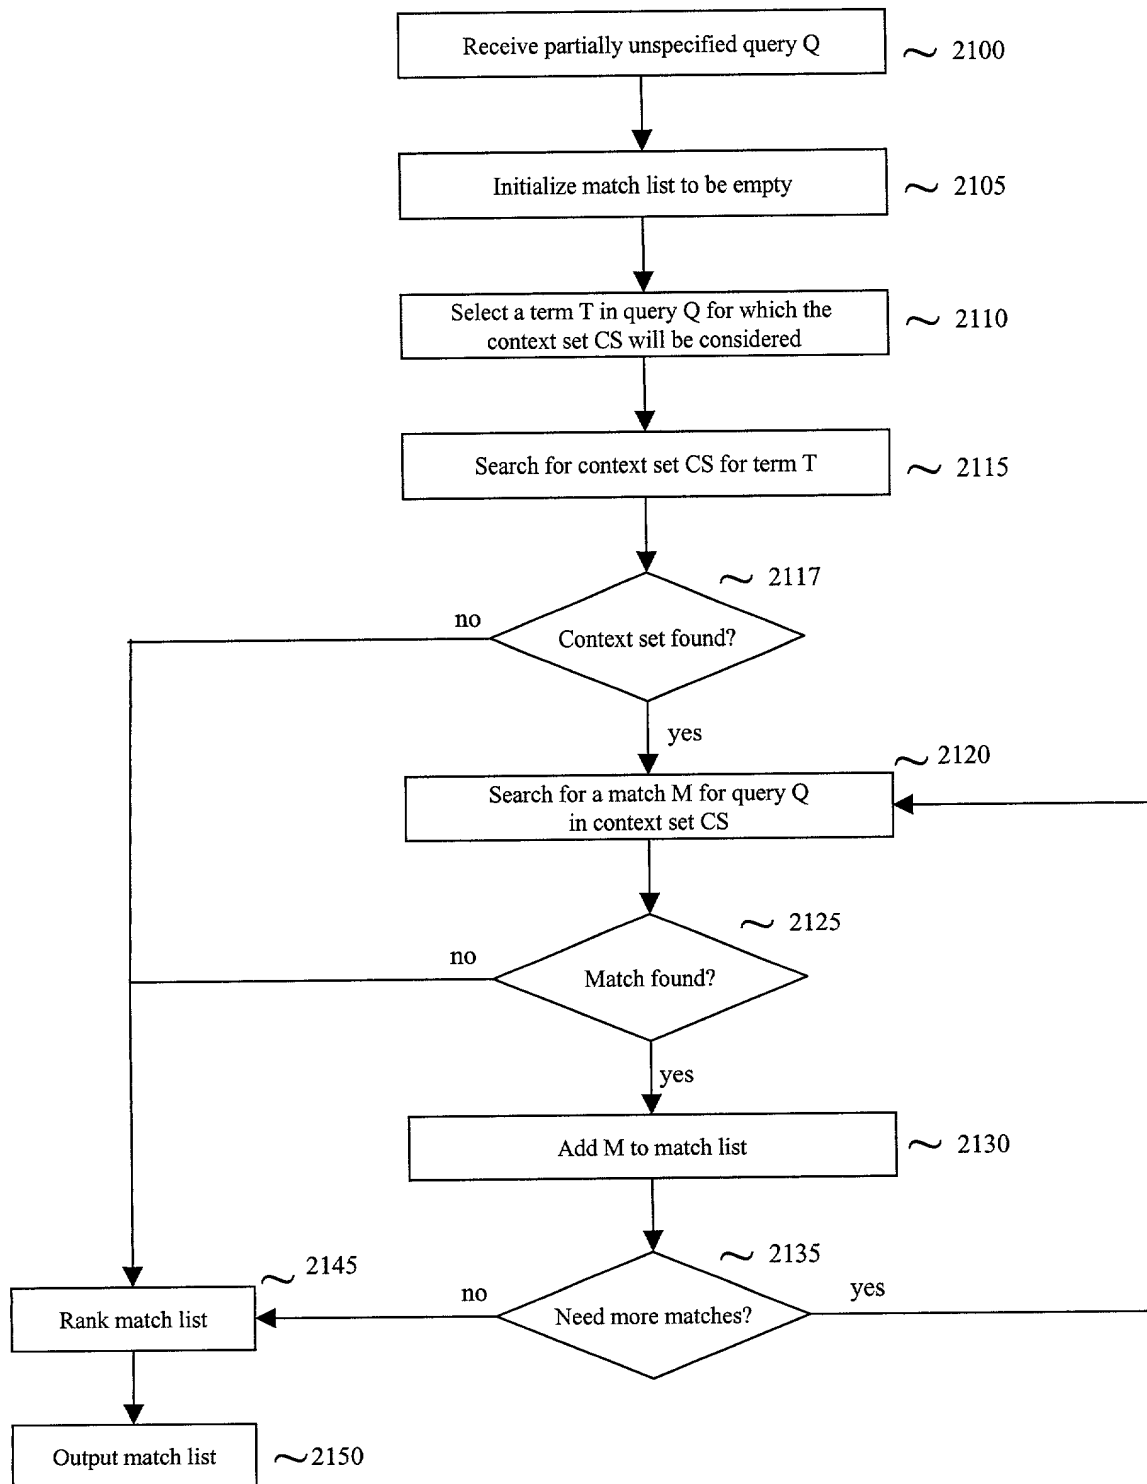 Receive partially unspecified query Q
2100
Initialize match list to be empty
2105
Select a term T in query Q for which the
context set CS will be considered
2110
Search for context set CS for term T
2115
2117
no
Context set found?
yes
2120
Search for a match M for query Q
in context set CS
2125
no
Match found?
yes
Add M to match list
2130
2135
2145
no
yes
Rank match list
Need more matches?
Output match list
2150